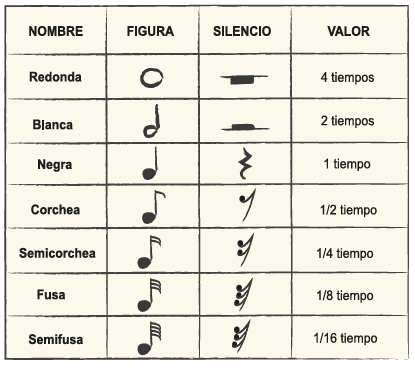 NOMBRE FIGURA SILENCIO VALOR
Redonda 4 tiempos
Blanca 2 tiempos
Negra 1 tiempo
Corchea 1/2 tiempo
Semicorchea 1/4 tiempo
Fusa 1/8 tiempo
Semifusa 1/16 tiempo